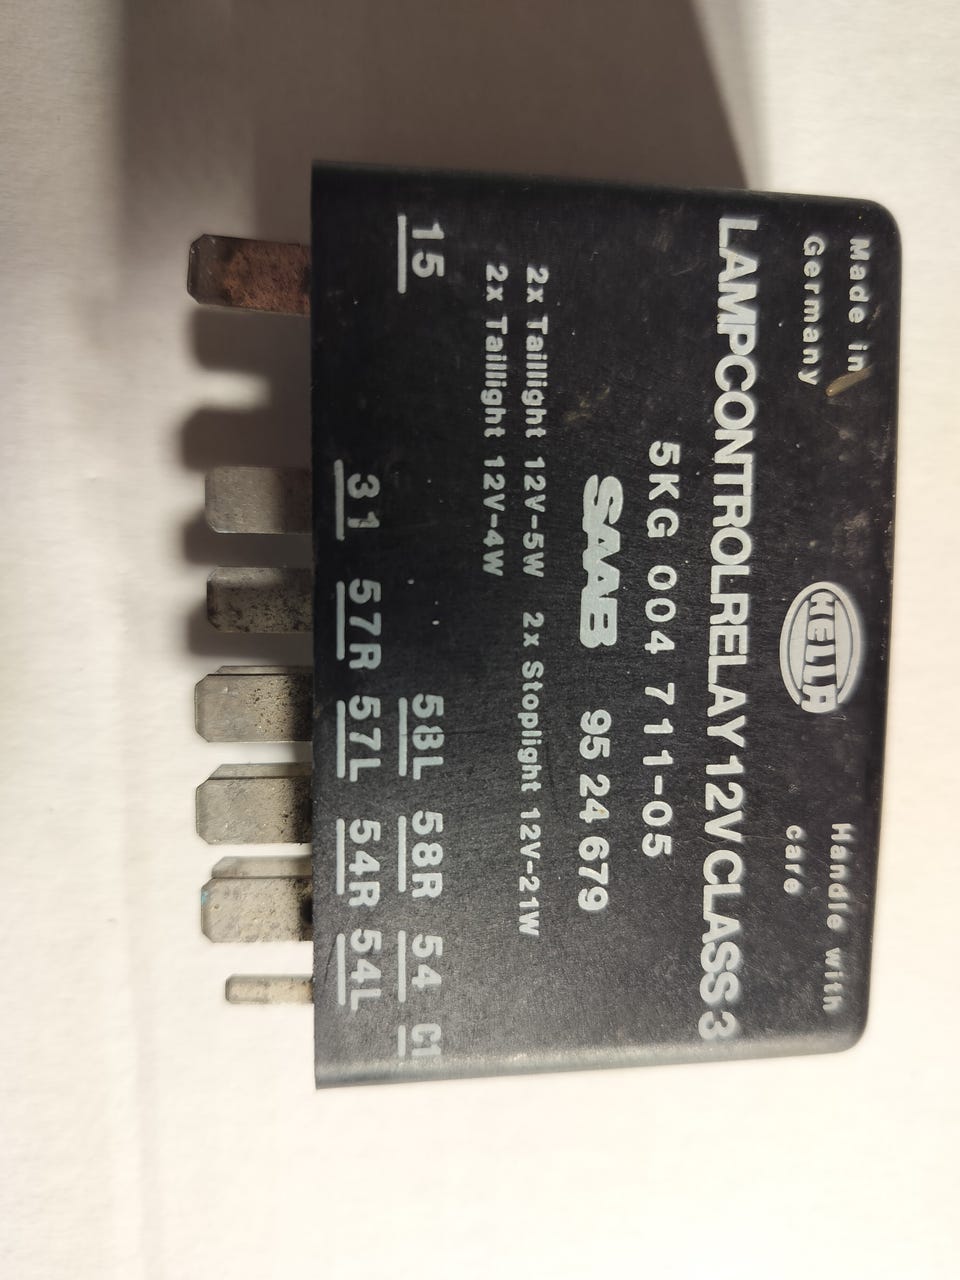 Made in
Germany
HELLA
Handle with
care
LAMPCONTROLRELAY 12V CLASS 3
5KG 004 711-05
SAAB 95 24 679
2x Taillight 12V-5W 2x Stoplight 12V-21W
2x Taillight 12V-4W
15 58L 58R 54
31 57R 57L 54R 54L